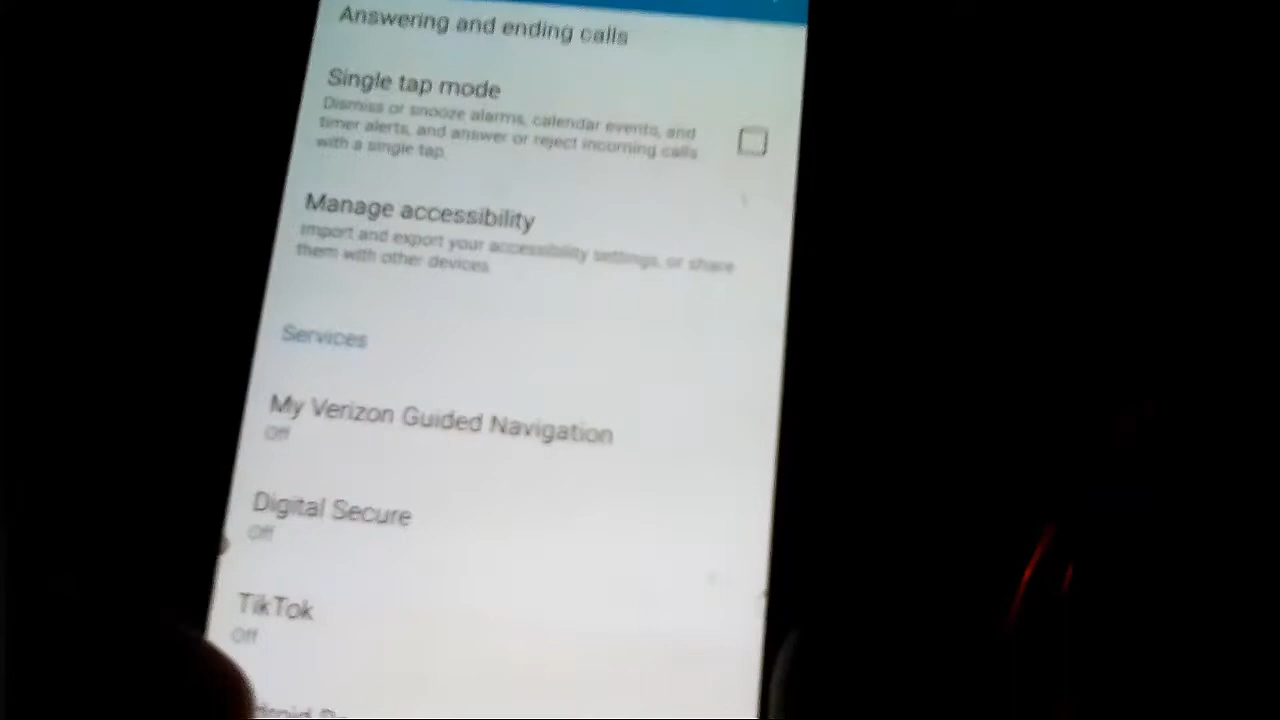 Answering and ending calls
Single tap mode
Dismiss or snooze alarms, calendar events, and
timer alerts, and answer or reject incoming calls
with a single tap.
Manage accessibility
Import and export your accessibility settings, or share
them with other devices.
Services
My Verizon Guided Navigation
Off
Digital Secure
Off
TikTok
Off